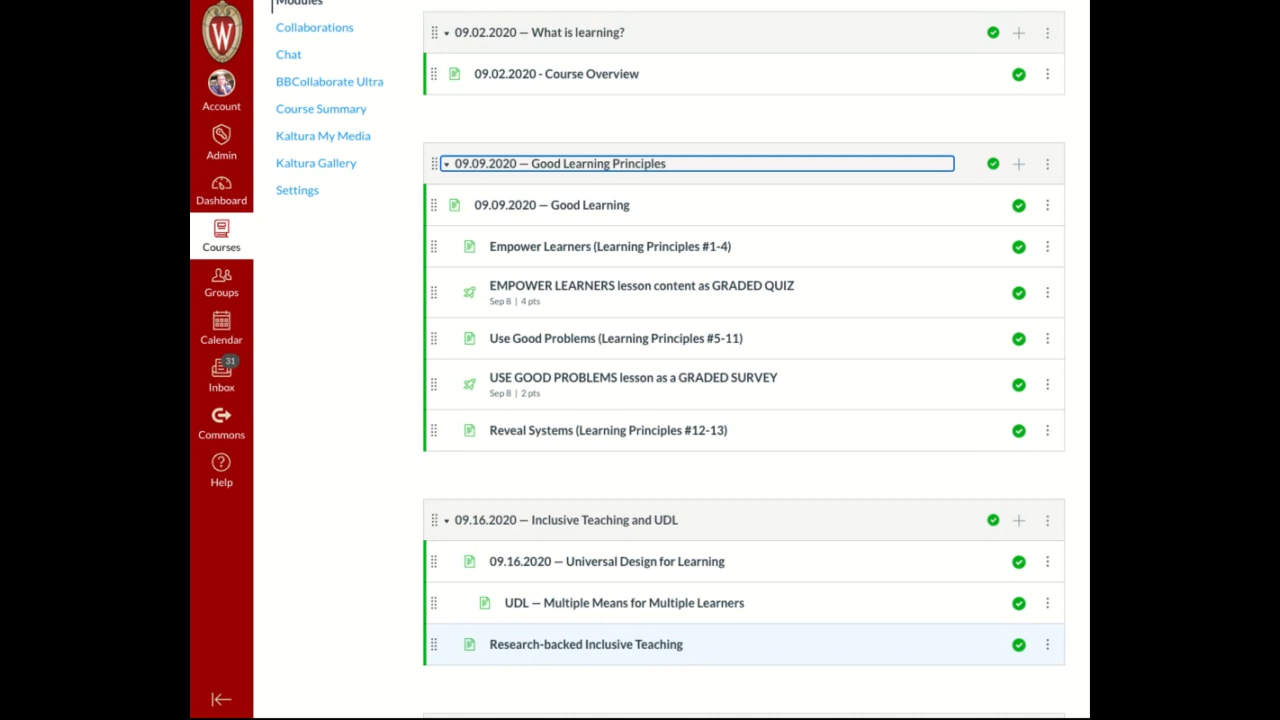 W
Account
Admin
Dashboard
Courses
Groups
Calendar
31
Inbox
Commons
?
Help
Modules
Collaborations
Chat
BBCollaborate Ultra
Course Summary
Kaltura My Media
Kaltura Gallery
Settings
09.02.2020 — What is learning?
09.02.2020 - Course Overview
09.09.2020 — Good Learning Principles
09.09.2020 — Good Learning
Empower Learners (Learning Principles #1-4)
EMPOWER LEARNERS lesson content as GRADED QUIZ
Sep 8 | 4 pts
Use Good Problems (Learning Principles #5-11)
USE GOOD PROBLEMS lesson as a GRADED SURVEY
Sep 8 | 2 pts
Reveal Systems (Learning Principles #12-13)
09.16.2020 — Inclusive Teaching and UDL
09.16.2020 — Universal Design for Learning
UDL — Multiple Means for Multiple Learners
Research-backed Inclusive Teaching